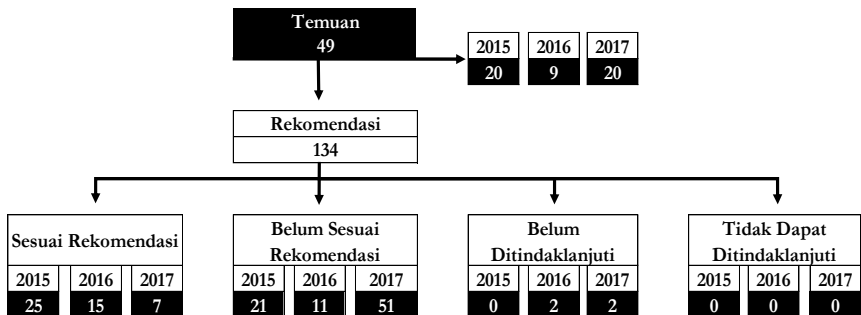 Temuan
49
2015 2016 2017
20 9 20
Rekomendasi
134
Sesuai Rekomendasi
2015 2016 2017
25 15 7
Belum Sesuai
Rekomendasi
2015 2016 2017
21 11 51
Belum
Ditindaklanjuti
2015 2016 2017
0 2 2
Tidak Dapat
Ditindaklanjuti
2015 2016 2017
0 0 0